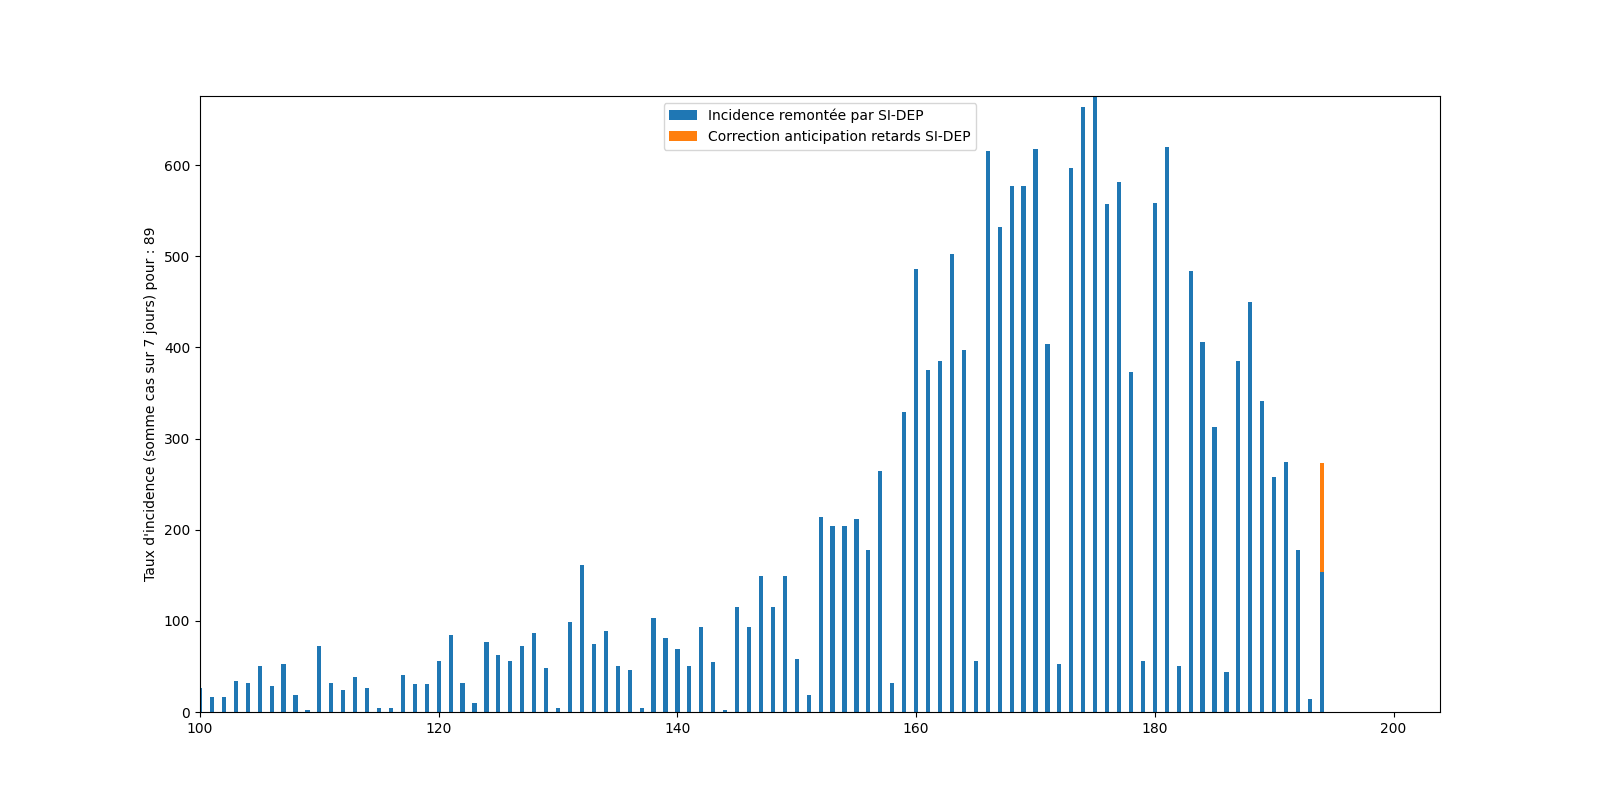 Incidence remontée par SI-DEP
Correction anticipation retards SI-DEP
Taux d'incidence (somme cas sur 7 jours) pour : 89
600
500
400
300
200
100
0
100 120 140 160 180 200